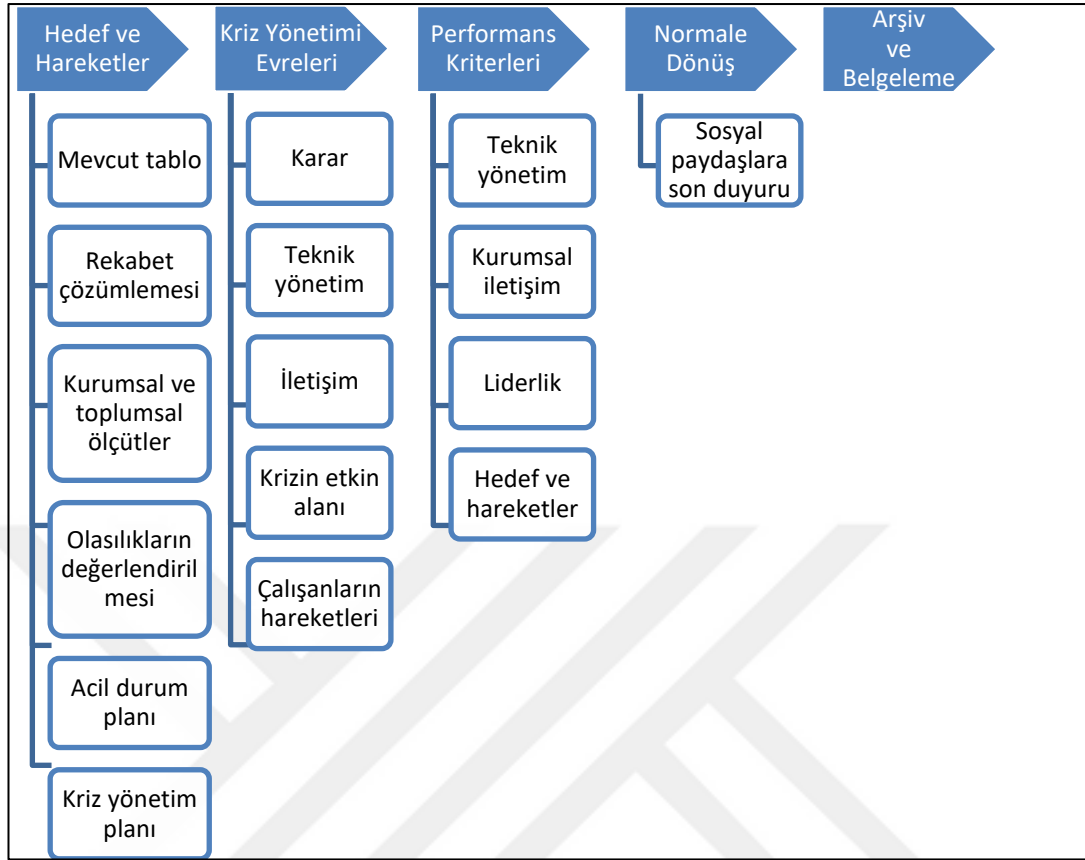 Hedef ve
Hareketler
Mevcut tablo
Rekabet
çözümlemesi
Kurumsal ve
toplumsal
ölçütler
Olasılıkların
değerlendiril
mesi
Acil durum
planı
Kriz yönetim
planı
Kriz Yönetimi
Evreleri
Karar
Teknik
yönetim
İletişim
Krizin etkin
alanı
Çalışanların
hareketleri
Performans
Kriterleri
Teknik
yönetim
Kurumsal
iletişim
Liderlik
Hedef ve
hareketler
Normale
Dönüş
Sosyal
paydaşlara
son duyuru
Arşiv
ve
Belgeleme